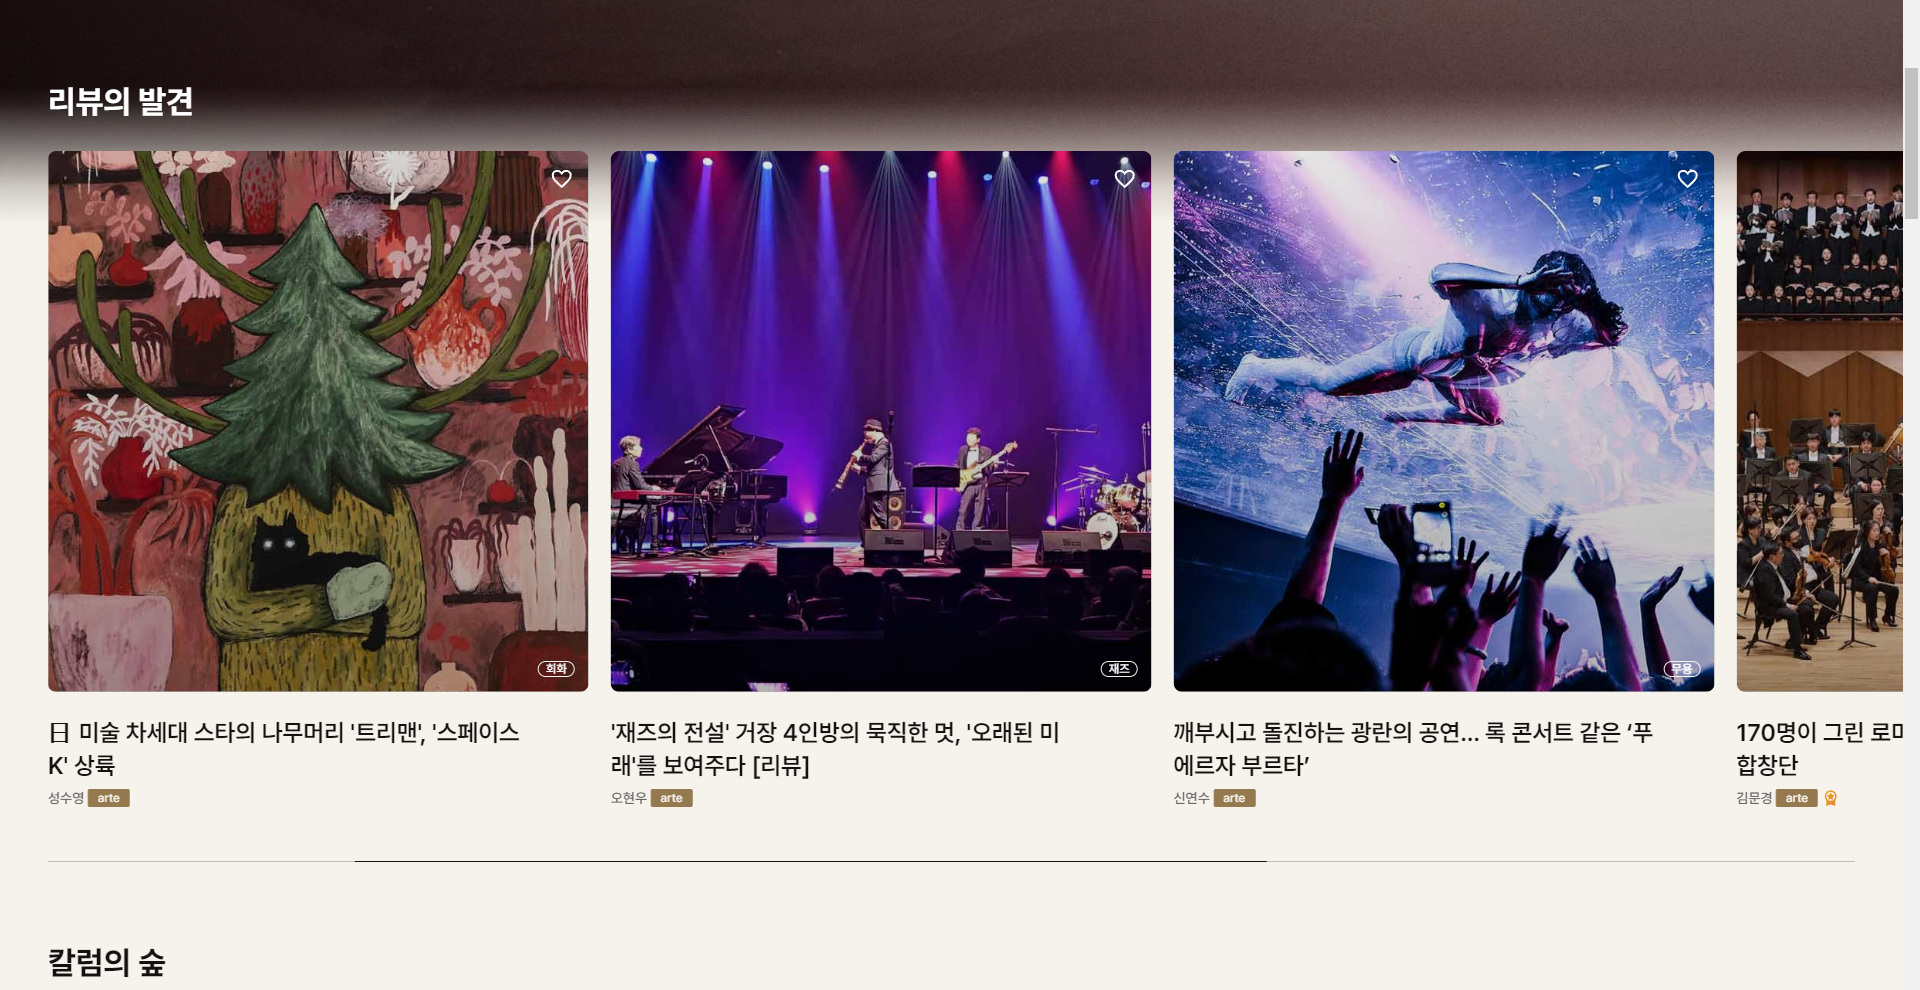 리뷰의 발견
회화
재즈
무용
日 미술 차세대 스타의 나무머리 '트리맨', '스페이스
K' 상륙
성수영 arte
'재즈의 전설' 거장 4인방의 묵직한 멋, '오래된 미
래'를 보여주다 [리뷰]
오현우 arte
깨부시고 돌진하는 광란의 공연... 록 콘서트 같은 ‘푸
에르자 부르타’
신연수 arte
170명이 그린 로마
합창단
김문경 arte
칼럼의 숲